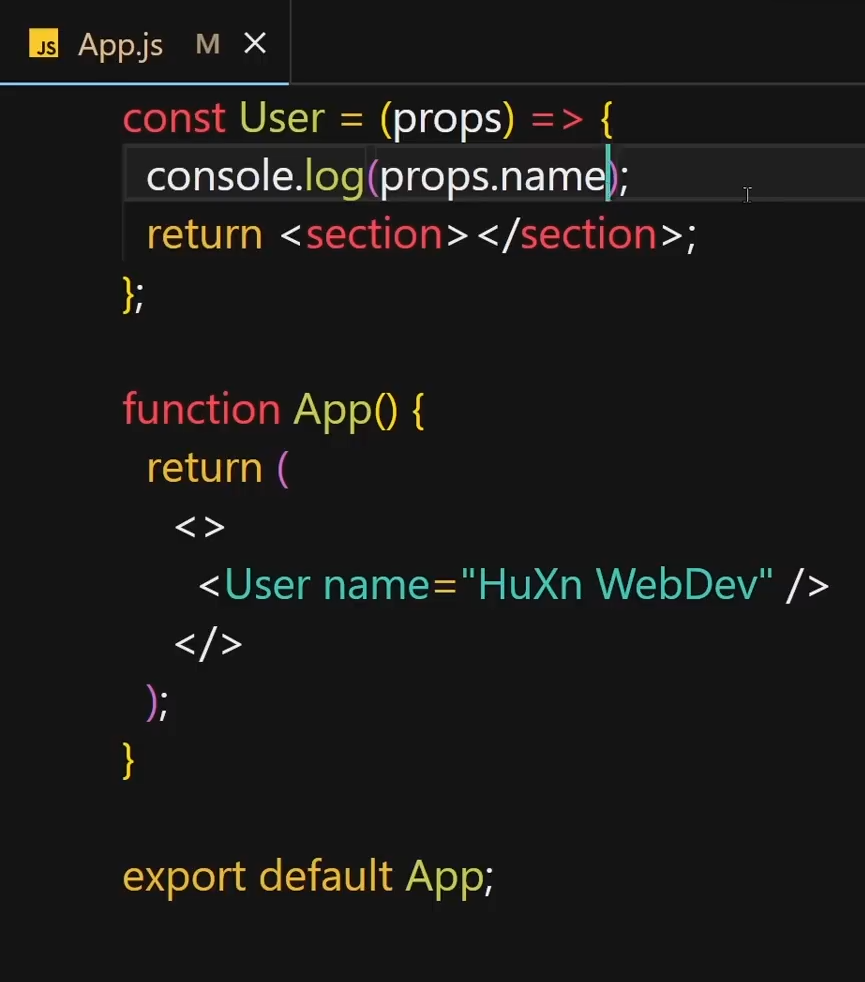 JS App.js M
const User = (props) => {
console.log(props.name);
return <section></section>;
};
function App() {
return (
<>
<User name="HuXn WebDev" />
</>
);
}
export default App;